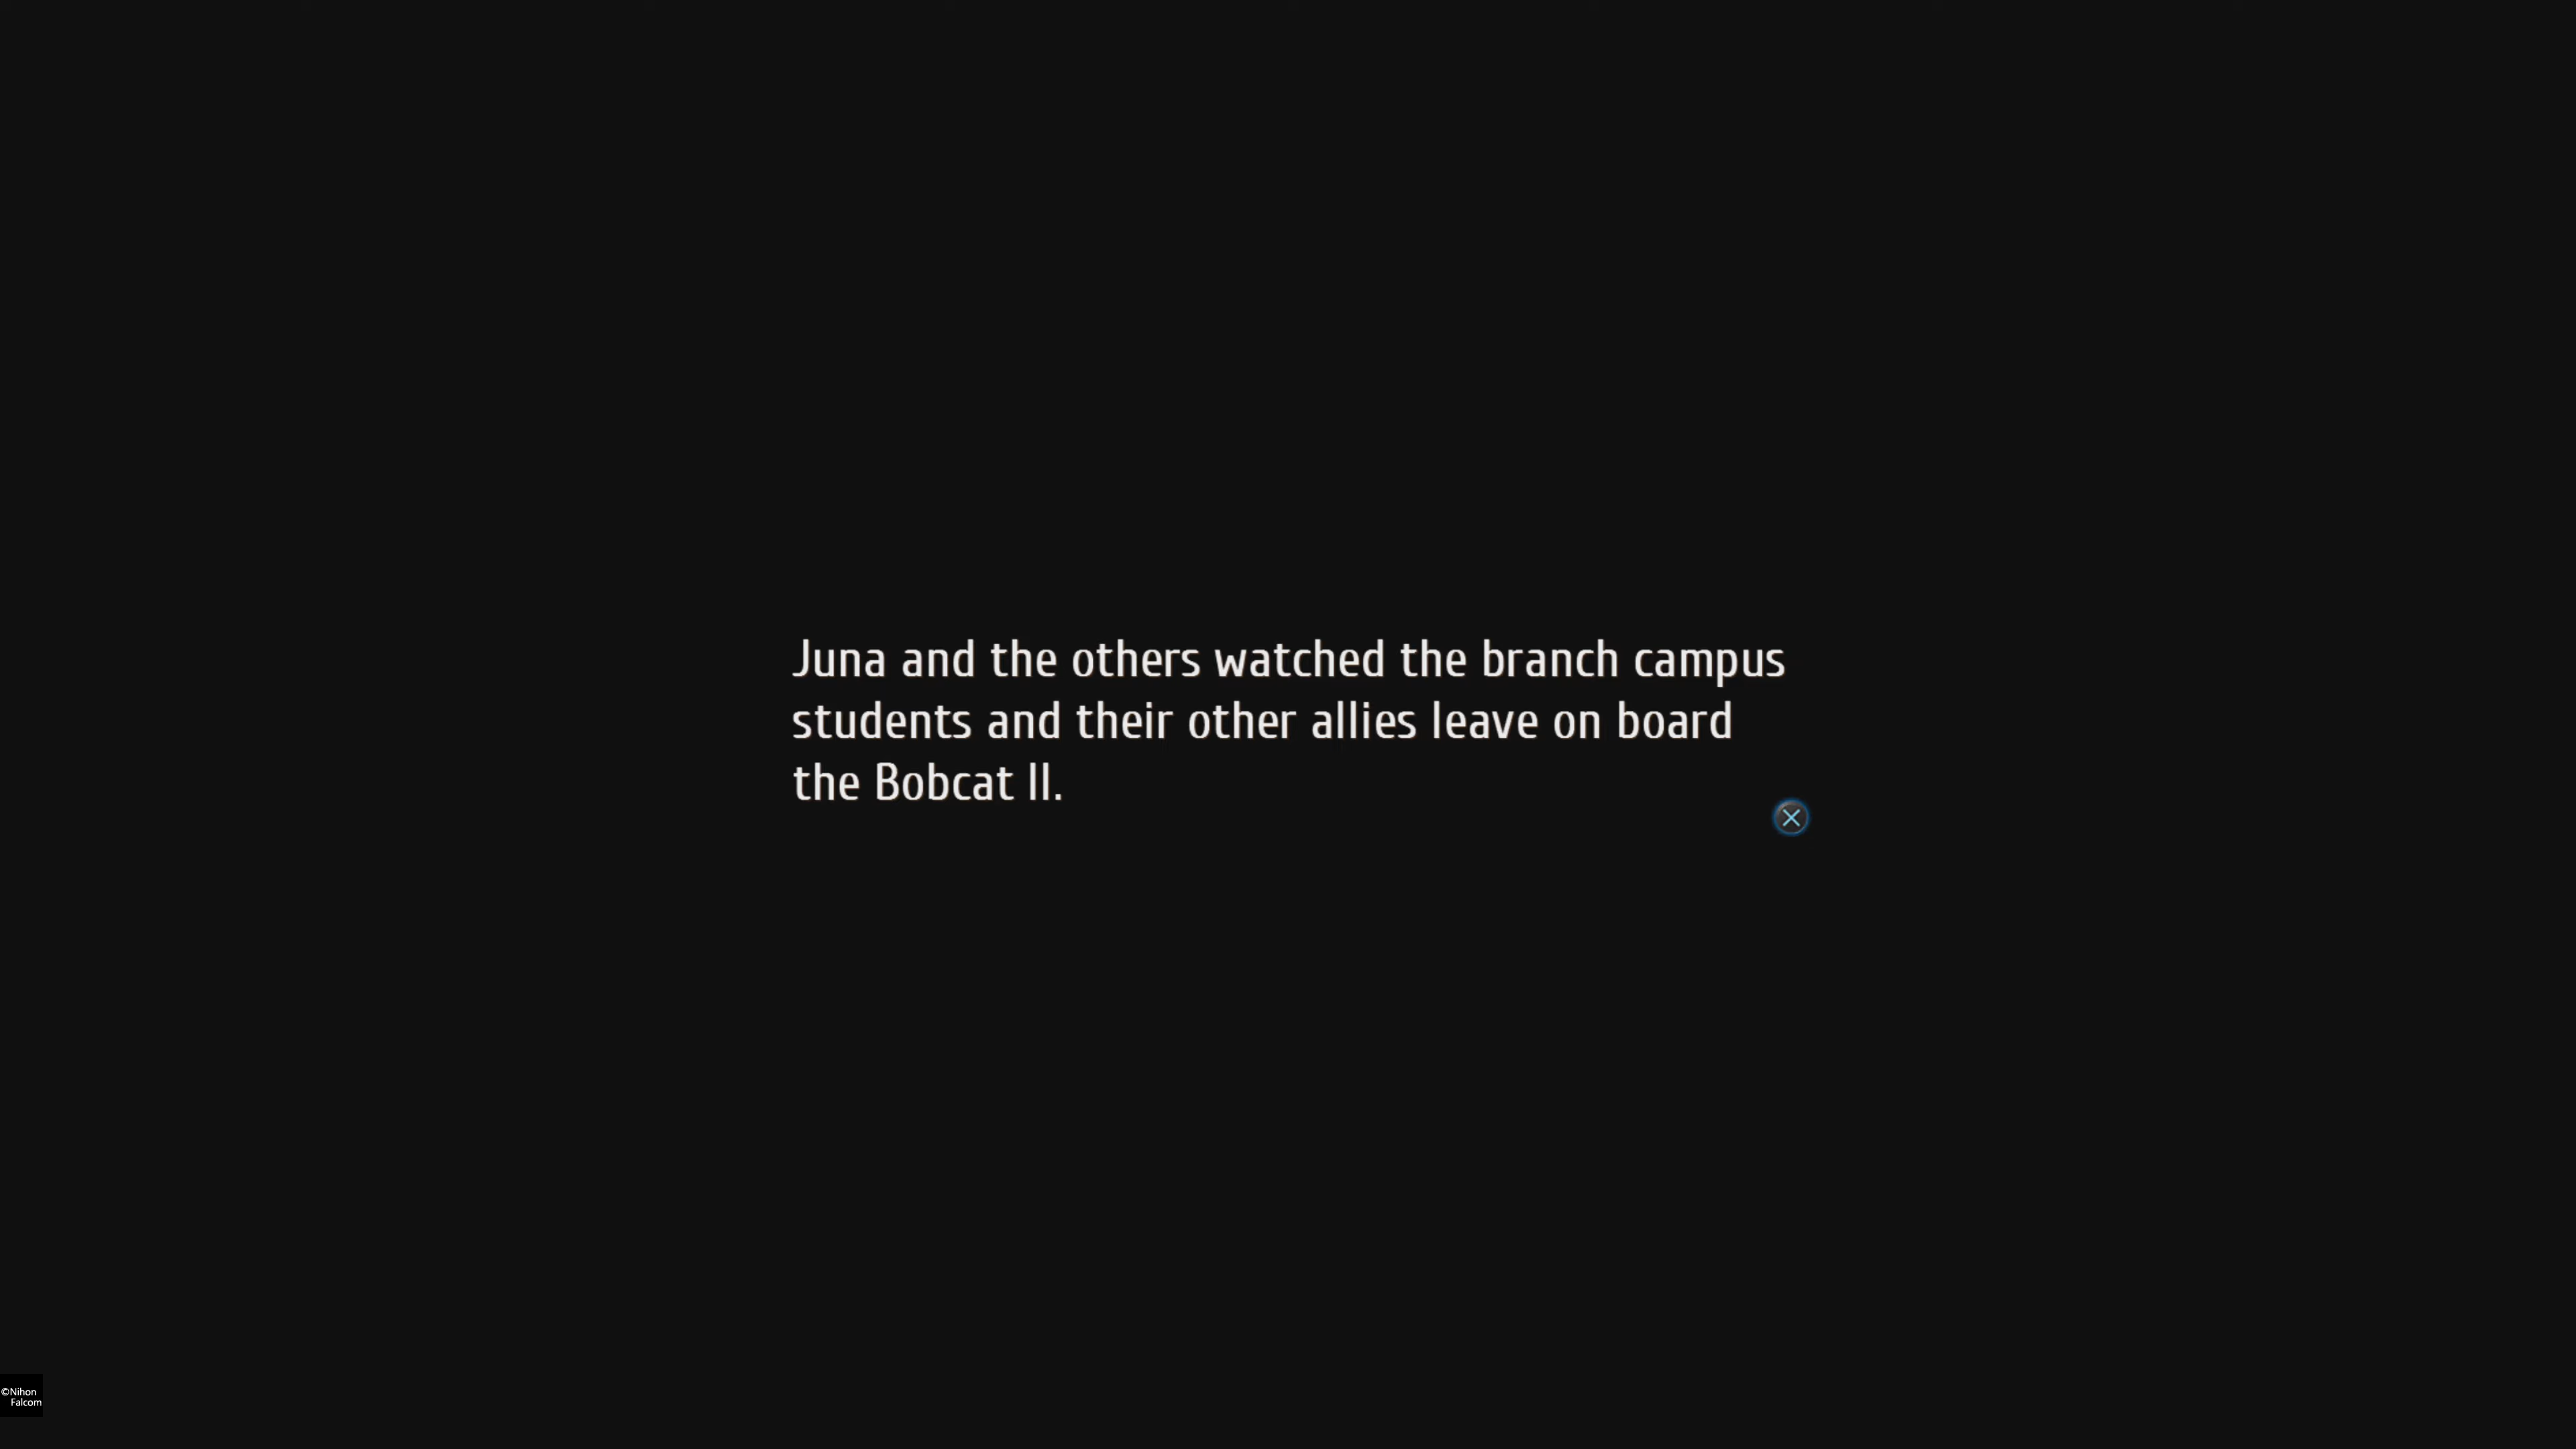 Juna and the others watched the branch campus
students and their other allies leave on board
the Bobcat II.
©Nihon
Falcom